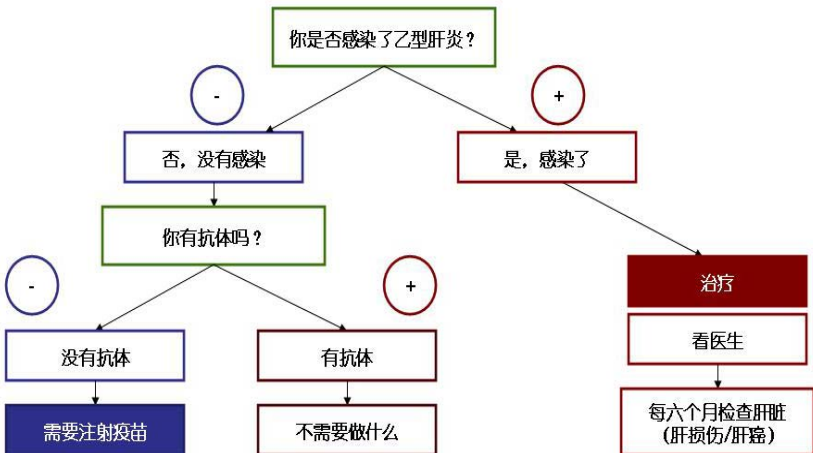 你是否感染了乙型肝炎？
-
+
否，没有感染
是，感染了
你有抗体吗？
-
+
治疗
没有抗体
有抗体
看医生
需要注射疫苗
不需要做什么
每六个月检查肝脏
(肝损伤/肝癌)